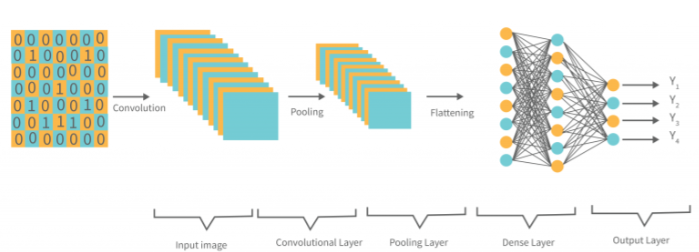 0 0 0 0 0 0 0
0 1 0 0 0 1 0
0 0 0 0 0 0 0
0 0 0 1 0 0 0
0 1 0 0 0 1 0
0 0 1 1 1 0 0
0 0 0 0 0 0 0
Convolution
Pooling
Flattening
Y1
Y2
Y3
Y4
Input image
Convolutional Layer
Pooling Layer
Dense Layer
Output Layer